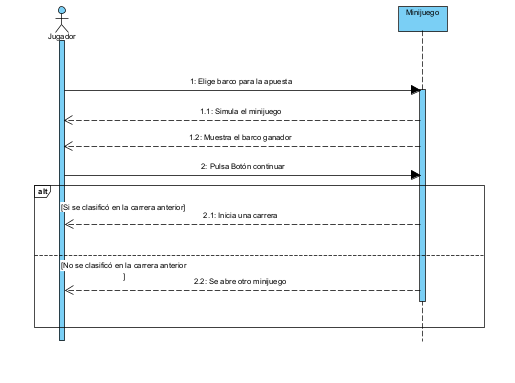 Jugador
Minijuego
1: Elige barco para la apuesta
1.1: Simula el minijuego
1.2: Muestra el barco ganador
2: Pulsa Botón continuar
alt
[Si se clasificó en la carrera anterior]
2.1: Inicia una carrera
[No se clasificó en la carrera anterior
]
2.2: Se abre otro minijuego